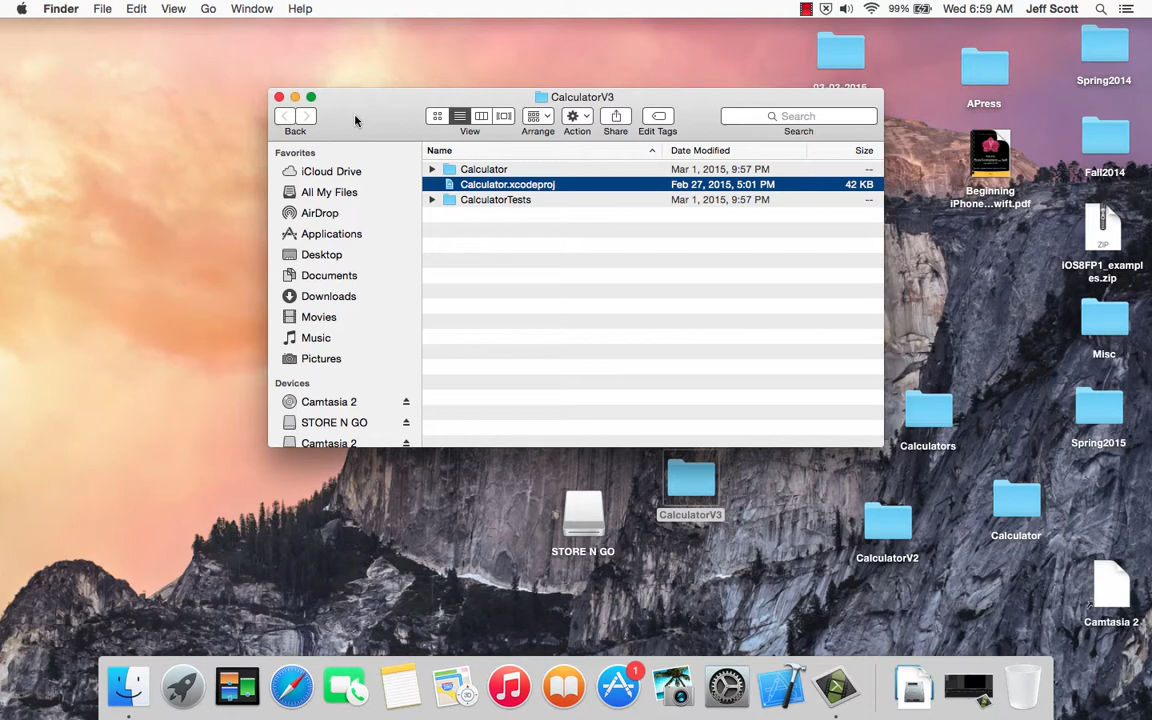 Finder File Edit View Go Window Help 99% Wed 6:59 AM Jeff Scott
CalculatorV3
Search
Back View Arrange Action Share Edit Tags Search
Favorites
iCloud Drive
All My Files
AirDrop
Applications
Desktop
Documents
Downloads
Movies
Music
Pictures
Devices
Camtasia 2
STORE N GO
Camtasia 2
Name Date Modified Size
Calculator Mar 1, 2015, 9:57 PM --
Calculator.xcodeproj Feb 27, 2015, 5:01 PM 42 KB
CalculatorTests Mar 1, 2015, 9:57 PM --
Spring2014
APress
Beginning
iPhone...wift.pdf
Fall2014
ZIP
iOS8FP1_exampl
es.zip
Misc
Calculators
Spring2015
CalculatorV3
STORE N GO
CalculatorV2
Calculator
Camtasia 2
1